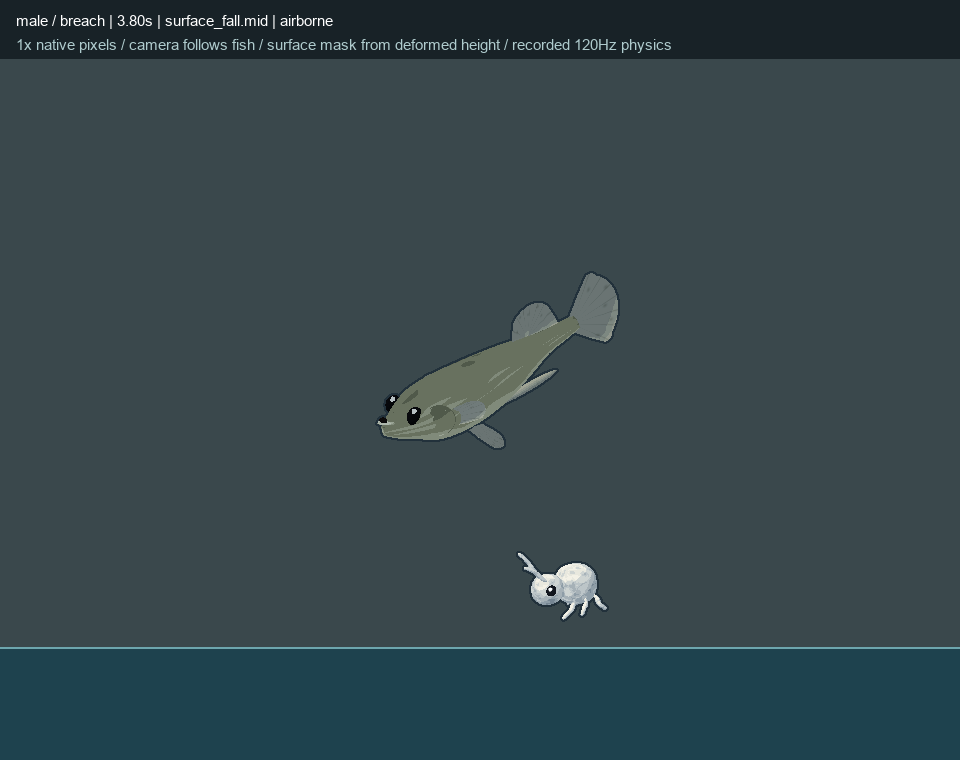 male / breach | 3.80s | surface_fall.mid | airborne
1x native pixels / camera follows fish / surface mask from deformed height / recorded 120Hz physics